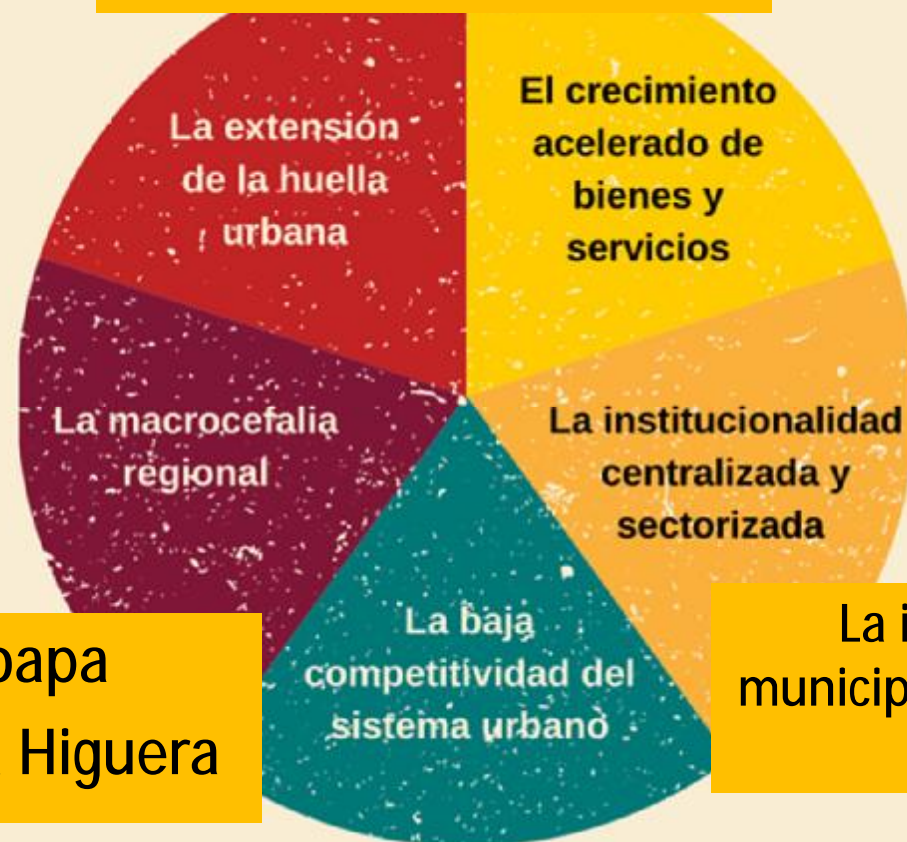 La extensión
de la huella
urbana
El crecimiento
acelerado de
bienes y
servicios
La macrocefalia
regional
La institucionalidad
centralizada y
sectorizada
La baja
competitividad del
sistema urbano
Higuera
La